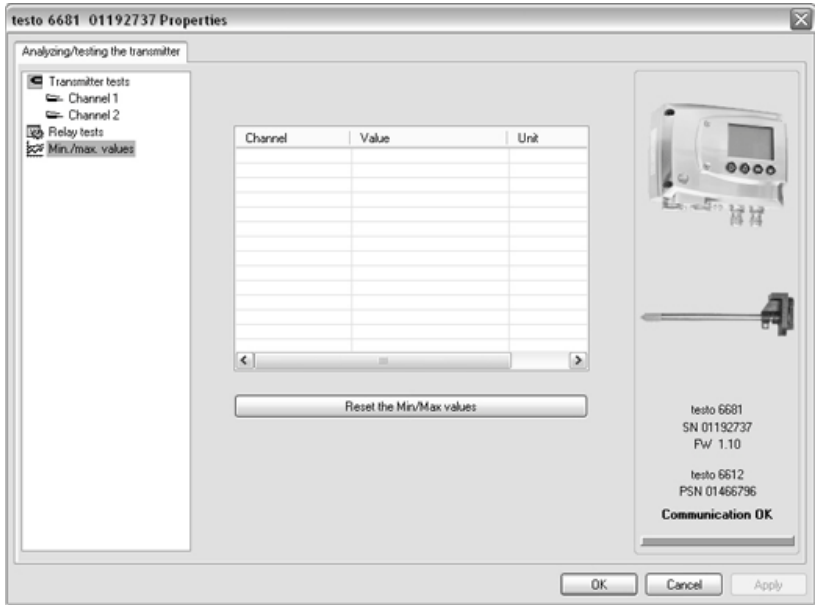 testo 6681 01192737 Properties
Analyzing/testing the transmitter
Transmitter tests
Channel 1
Channel 2
Relay tests
Min./max. values
Channel Value Unit
Reset the Min/Max values
testo 6681
SN 01192737
FW 1.10
testo 6612
PSN 01466796
Communication OK
OK Cancel Apply